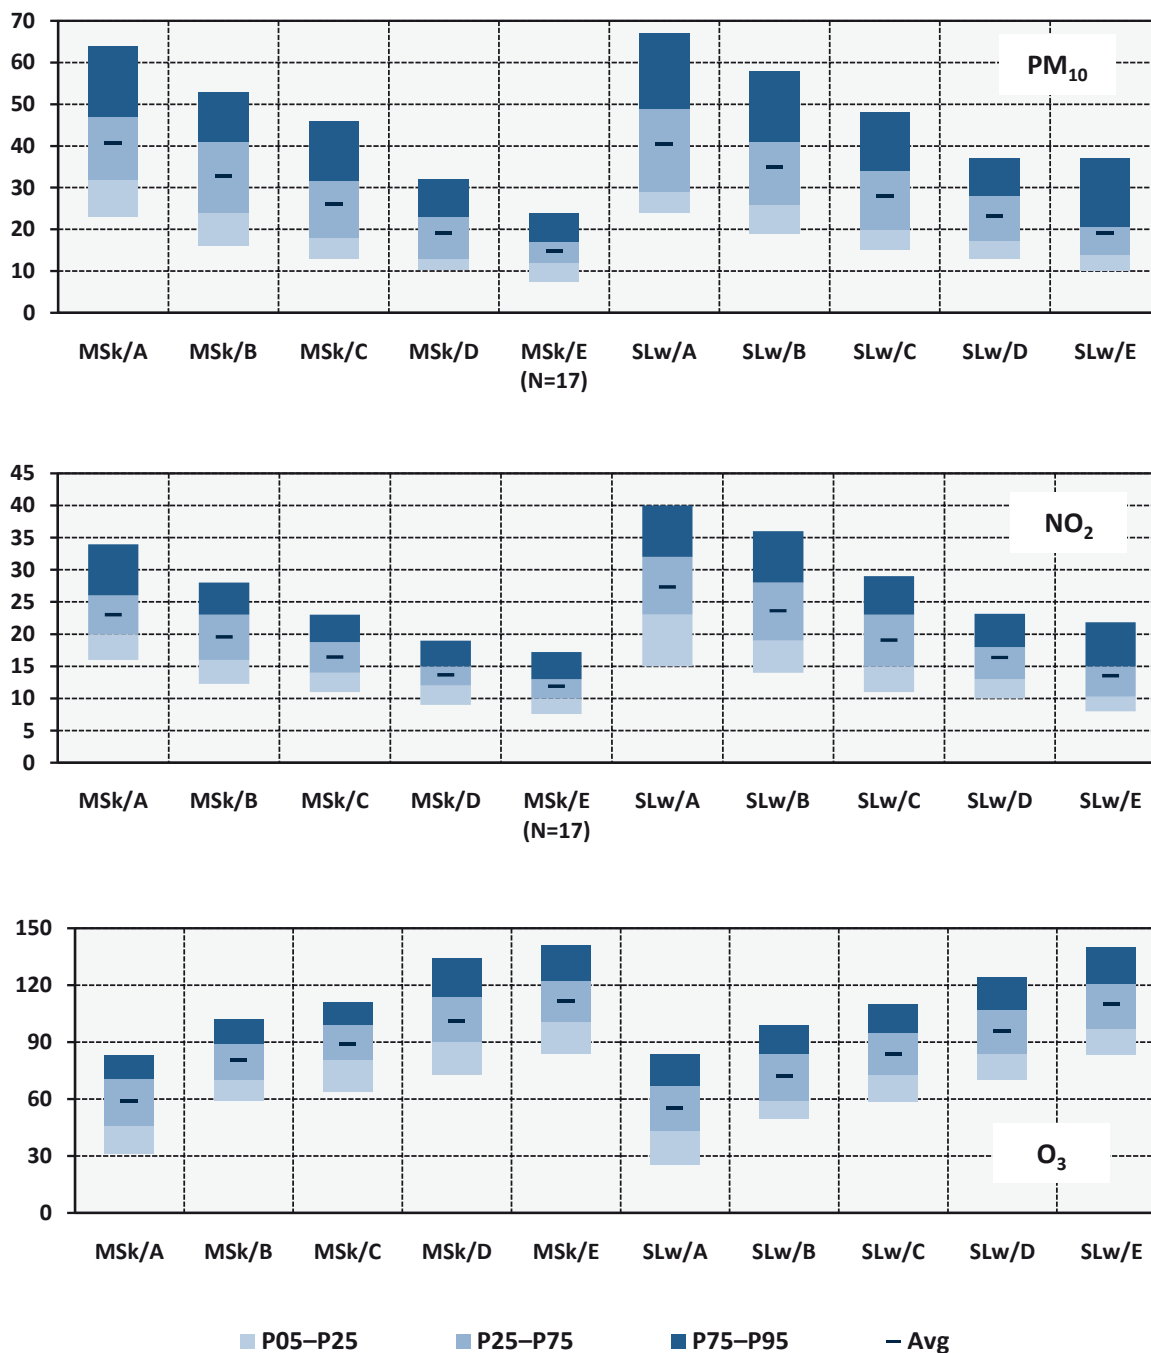 70
60
50
40
30
20
10
0
PM₁₀
MSk/A MSk/B MSk/C MSk/D MSk/E SLw/A SLw/B SLw/C SLw/D SLw/E
(N=17)
45
40
35
30
25
20
15
10
5
0
NO₂
MSk/A MSk/B MSk/C MSk/D MSk/E SLw/A SLw/B SLw/C SLw/D SLw/E
(N=17)
150
120
90
60
30
0
O₃
MSk/A MSk/B MSk/C MSk/D MSk/E SLw/A SLw/B SLw/C SLw/D SLw/E
P05–P25 P25–P75 P75–P95 Avg